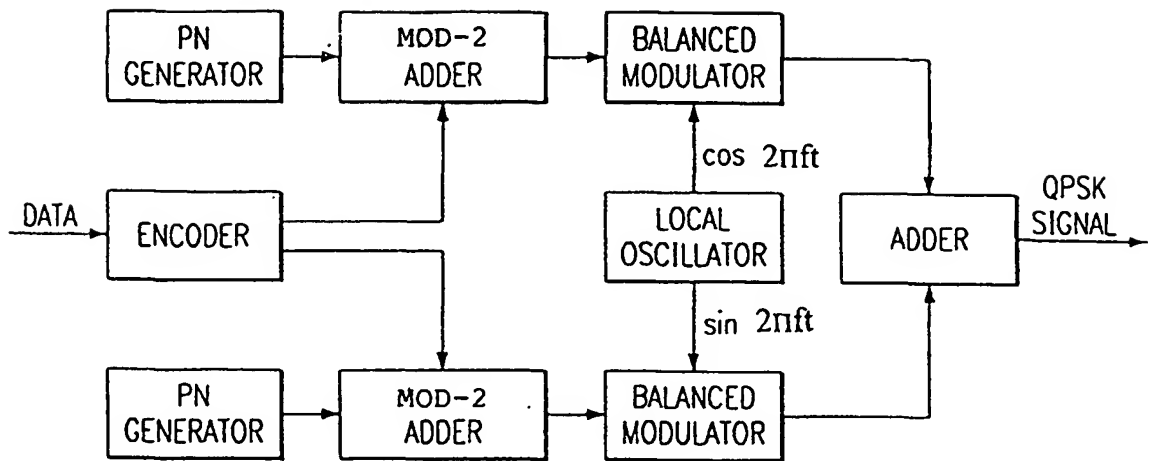 PN
GENERATOR
MOD-2
ADDER
BALANCED
MODULATOR
cos 2πft
DATA
ENCODER
LOCAL
OSCILLATOR
ADDER
QPSK
SIGNAL
sin 2πft
PN
GENERATOR
MOD-2
ADDER
BALANCED
MODULATOR